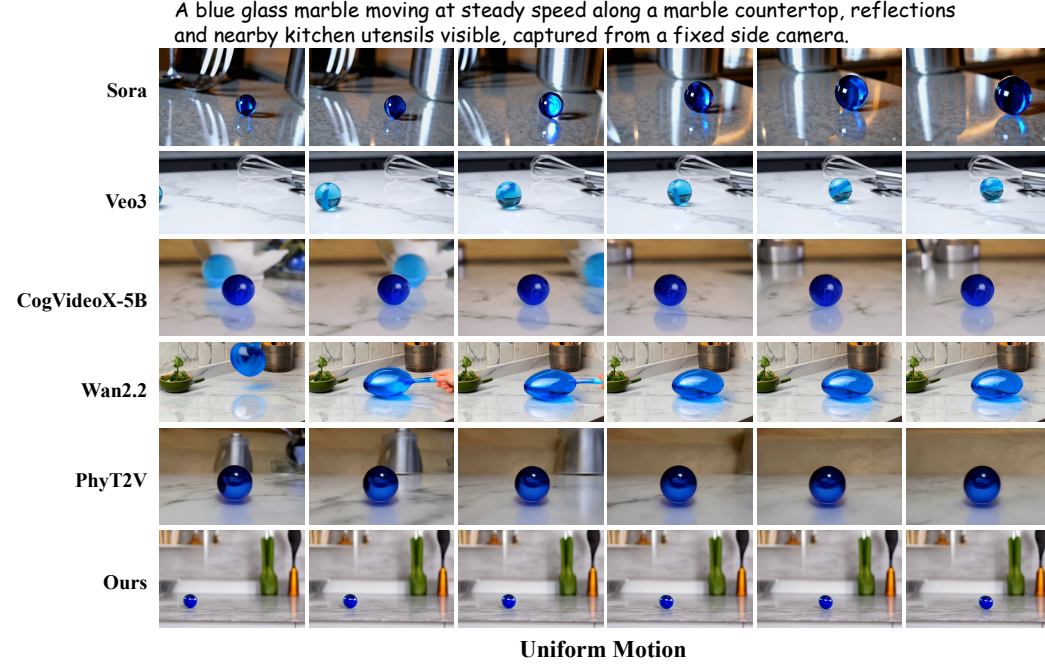 A blue glass marble moving at steady speed along a marble countertop, reflections
and nearby kitchen utensils visible, captured from a fixed side camera.
Sora
Veo3
CogVideoX-5B
Wan2.2
PhyT2V
Ours
Uniform Motion